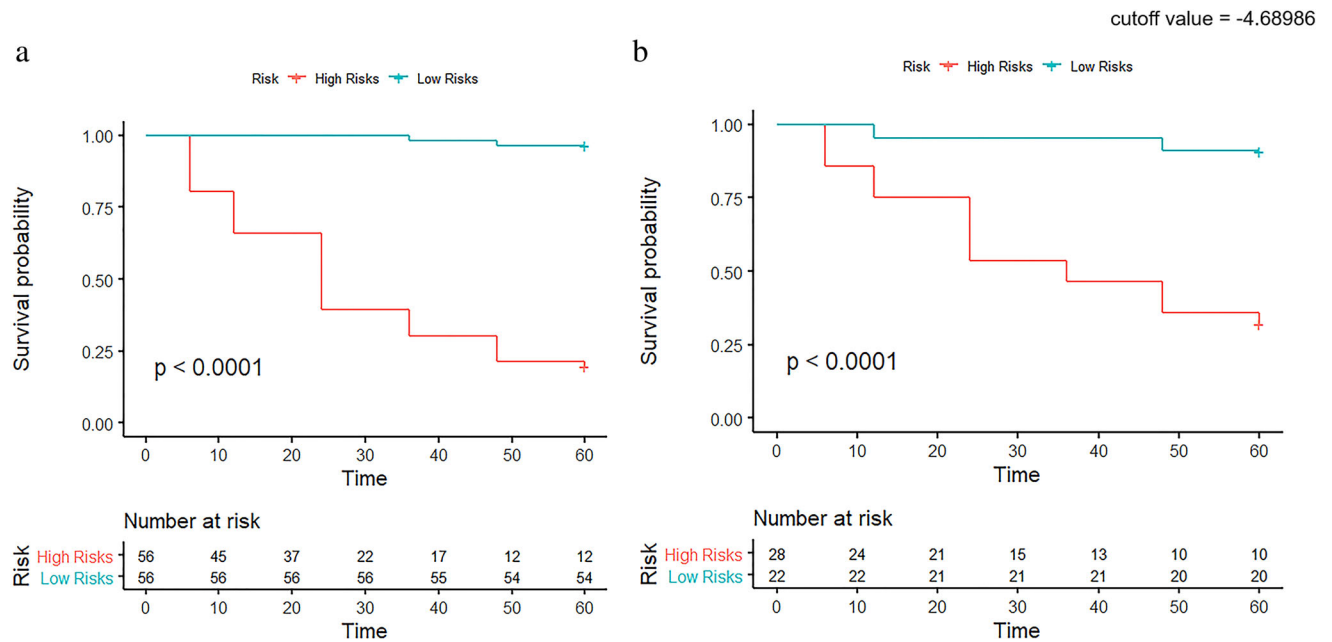 cutoff value = -4.68986
a
Risk High Risks Low Risks
Survival probability
1.00
0.75
0.50
0.25
0.00
p < 0.0001
0 10 20 30 40 50 60
Time
Number at risk
Risk
High Risks 56 45 37 22 17 12 12
Low Risks 56 56 56 56 55 54 54
0 10 20 30 40 50 60
Time
b
Risk High Risks Low Risks
Survival probability
1.00
0.75
0.50
0.25
0.00
p < 0.0001
0 10 20 30 40 50 60
Time
Number at risk
Risk
High Risks 28 24 21 15 13 10 10
Low Risks 22 22 21 21 21 20 20
0 10 20 30 40 50 60
Time